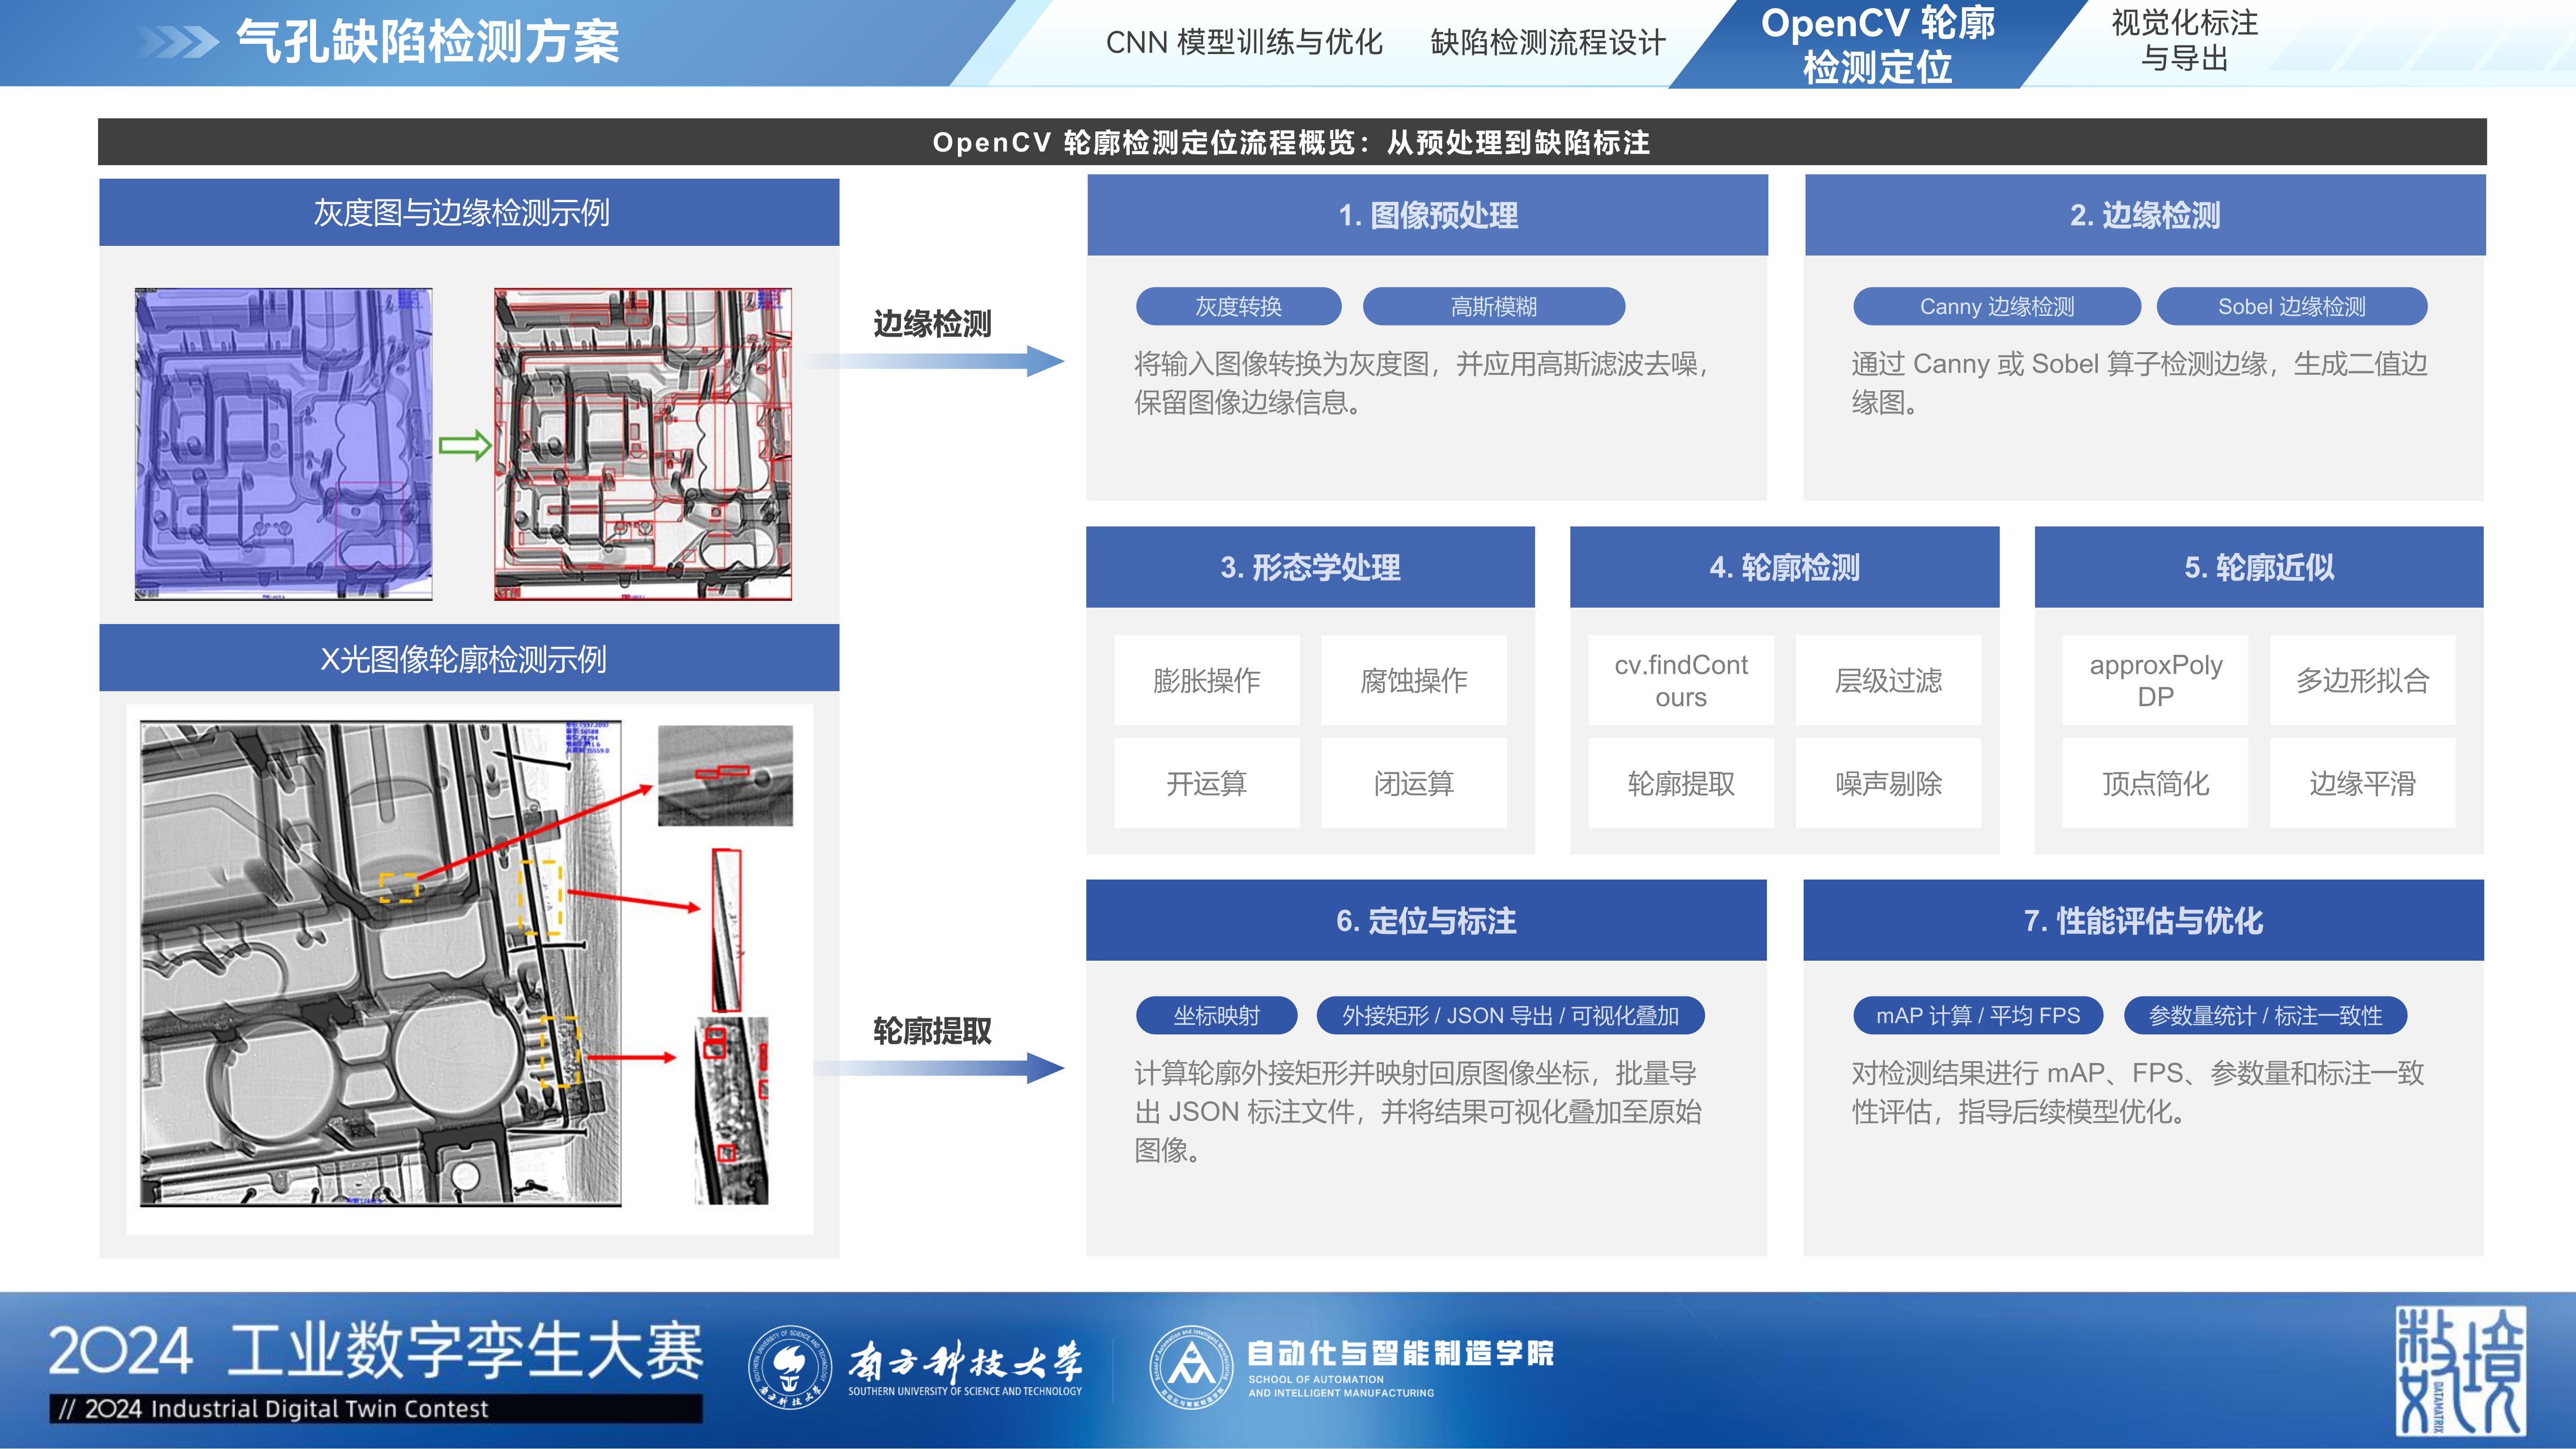 气孔缺陷检测方案
CNN 模型训练与优化
缺陷检测流程设计
OpenCV 轮廓
检测定位
视觉化标注
与导出
OpenCV 轮廓检测定位流程概览：从预处理到缺陷标注
灰度图与边缘检测示例
边缘检测
X光图像轮廓检测示例
轮廓提取
1. 图像预处理
灰度转换
高斯模糊
将输入图像转换为灰度图，并应用高斯滤波去噪，
保留图像边缘信息。
2. 边缘检测
Canny 边缘检测
Sobel 边缘检测
通过 Canny 或 Sobel 算子检测边缘，生成二值边
缘图。
3. 形态学处理
膨胀操作
腐蚀操作
开运算
闭运算
4. 轮廓检测
cv.findCont
ours
层级过滤
轮廓提取
噪声剔除
5. 轮廓近似
approxPoly
DP
多边形拟合
顶点简化
边缘平滑
6. 定位与标注
坐标映射
外接矩形 / JSON 导出 / 可视化叠加
计算轮廓外接矩形并映射回原图像坐标，批量导
出 JSON 标注文件，并将结果可视化叠加至原始
图像。
7. 性能评估与优化
mAP 计算 / 平均 FPS
参数量统计 / 标注一致性
对检测结果进行 mAP、FPS、参数量和标注一致
性评估，指导后续模型优化。
2024 工业数字孪生大赛
// 2024 Industrial Digital Twin Contest
南方科技大学
SOUTHERN UNIVERSITY OF SCIENCE AND TECHNOLOGY
自动化与智能制造学院
SCHOOL OF AUTOMATION
AND INTELLIGENT MANUFACTURING
数境
DATAMATRIX